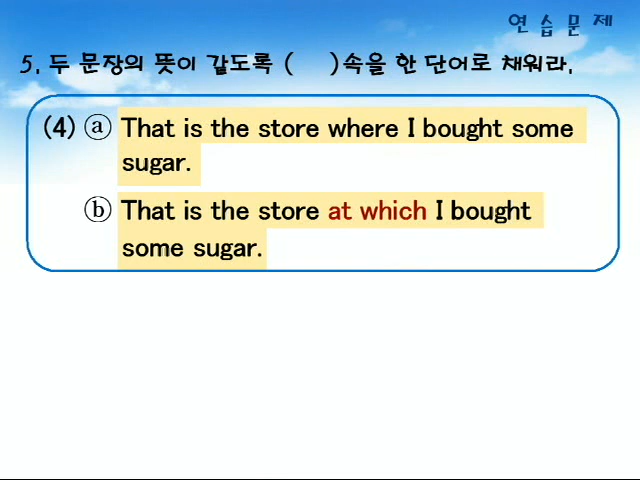 연습문제
5. 두 문장의 뜻이 같도록 (    )속을 한 단어로 채워라.
(4) ⓐ That is the store where I bought some
sugar.
ⓑ That is the store at which I bought
some sugar.